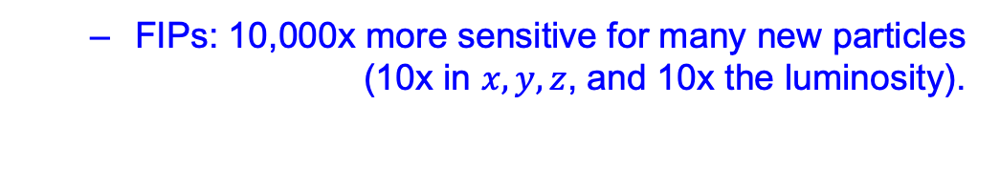 – FIPs: 10,000x more sensitive for many new particles
(10x in x, y, z, and 10x the luminosity).